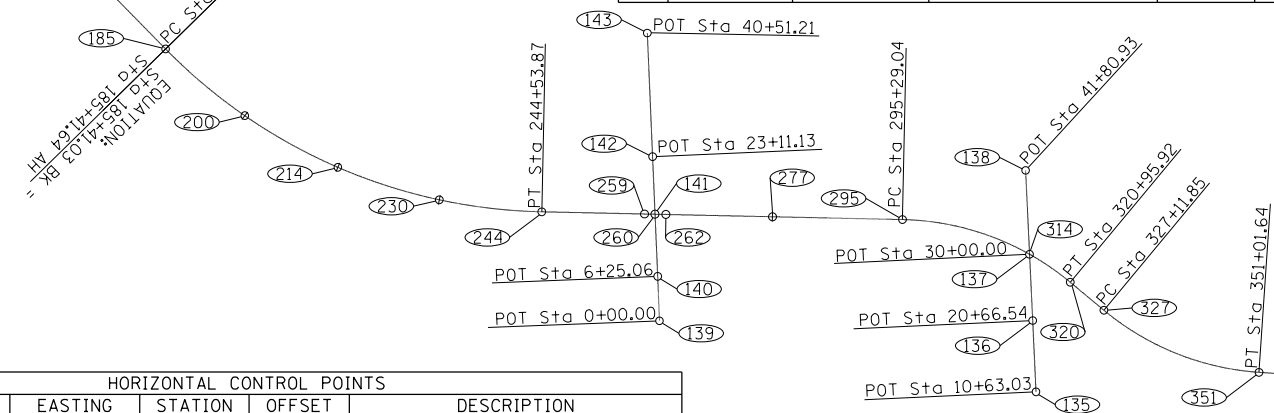 143
POT Sta 40+51.21
185
PC Sta
EQUATION:
Sta 185+41.03 BK =
Sta 185+41.64 AH
200
214
230
PT Sta 244+53.87
244
142
POT Sta 23+11.13
259
141
277
260
262
POT Sta 6+25.06
140
POT Sta 0+00.00
139
PC Sta 295+29.04
295
138
POT Sta 41+80.93
314
POT Sta 30+00.00
137
PT Sta 320+95.92
320
PC Sta 327+11.85
327
POT Sta 20+66.54
136
POT Sta 10+63.03
135
PT Sta 351+01.64
351
HORIZONTAL CONTROL POINTS
EASTING STATION OFFSET DESCRIPTION